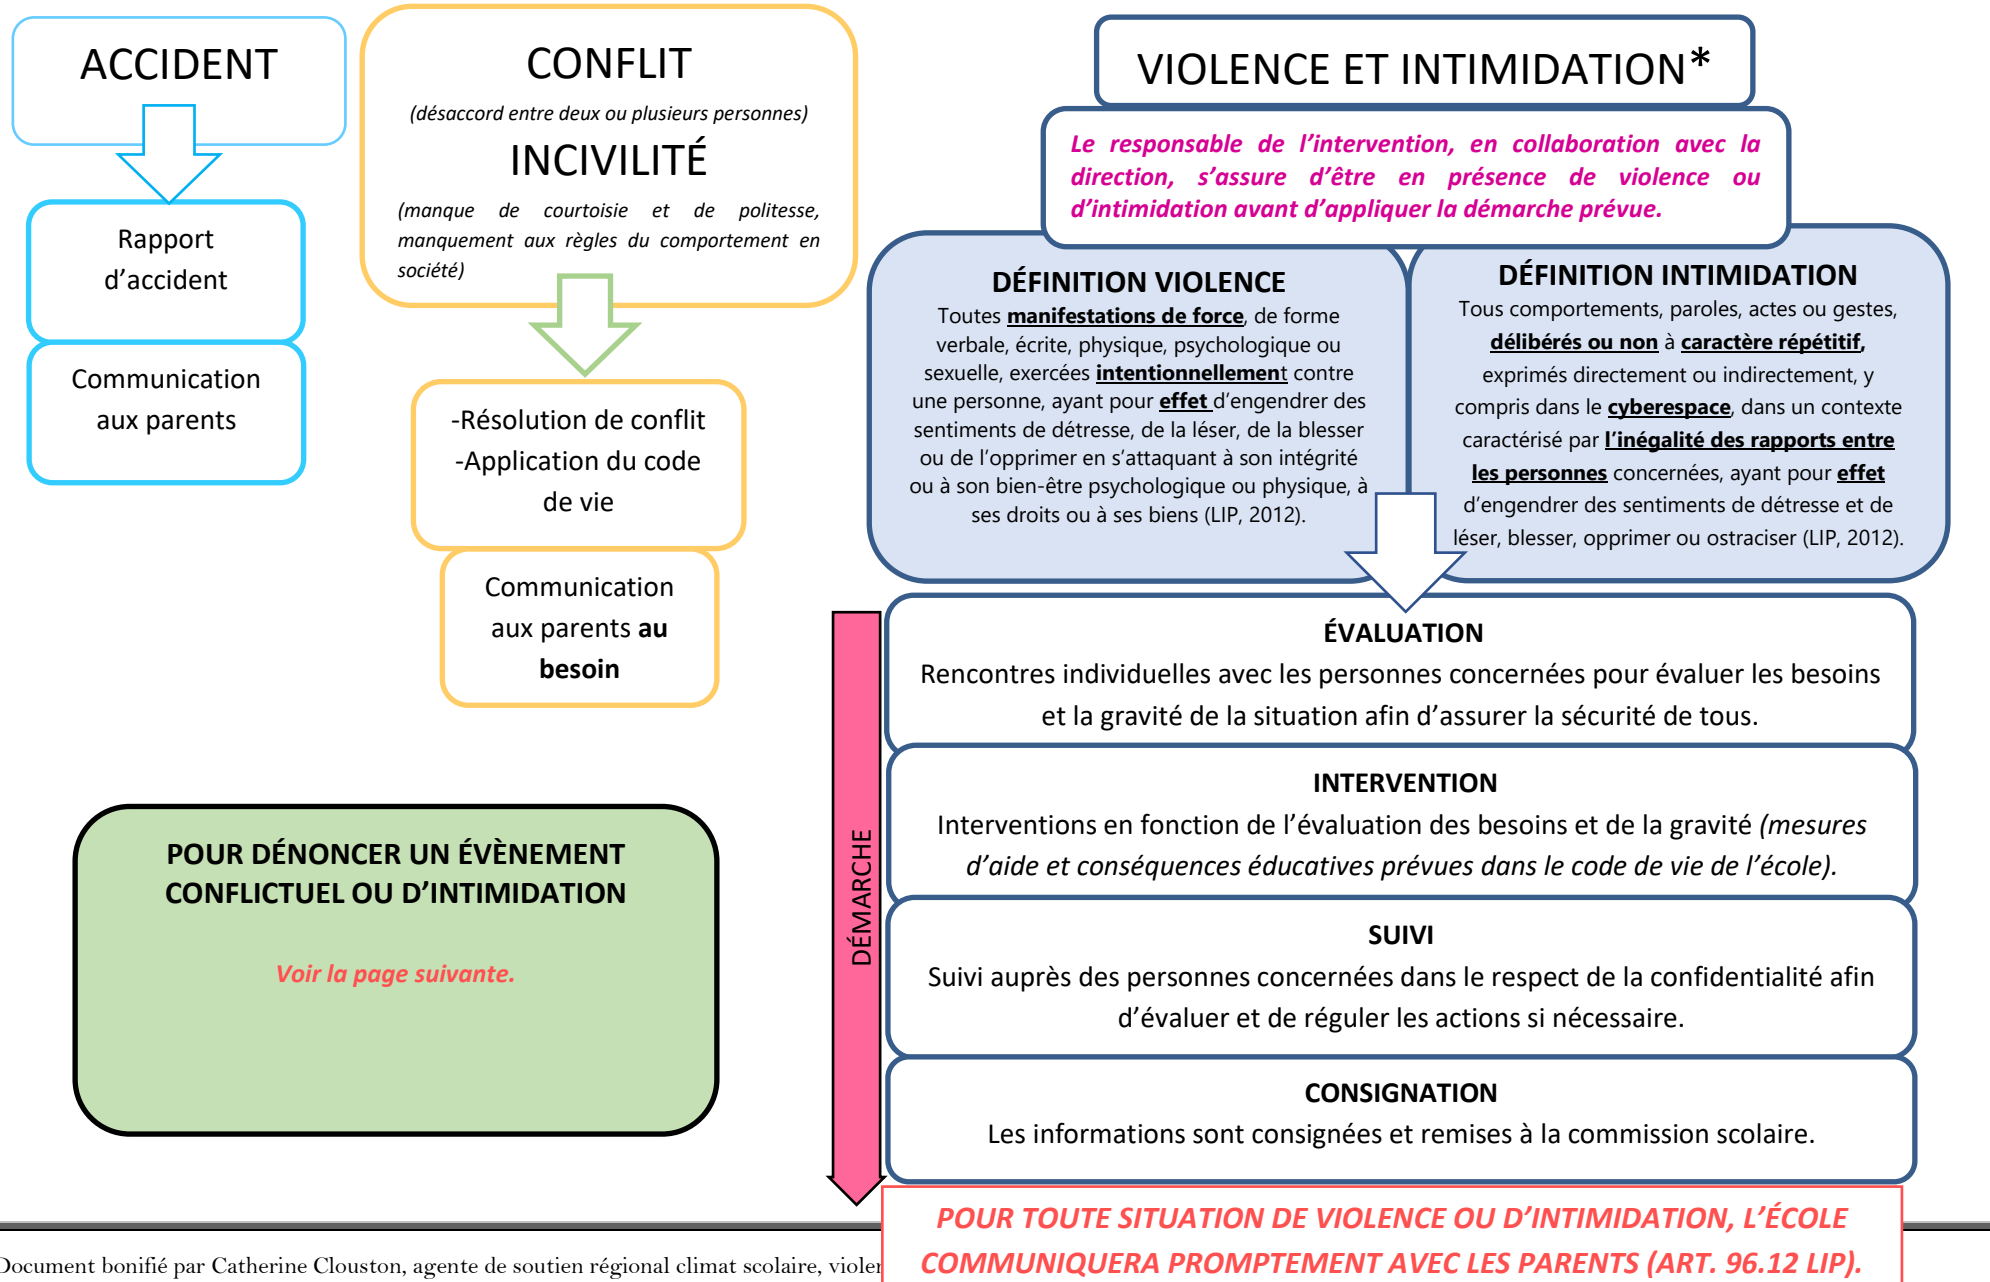 ACCIDENT
Rapport
d’accident
Communication
aux parents
CONFLIT
(désaccord entre deux ou plusieurs personnes)
INCIVILITÉ
(manque de courtoisie et de politesse,
manquement aux règles du comportement en
société)
-Résolution de conflit
-Application du code
de vie
Communication
aux parents au
besoin
POUR DÉNONCER UN ÉVÈNEMENT
CONFLICTUEL OU D’INTIMIDATION
Voir la page suivante.
VIOLENCE ET INTIMIDATION*
Le responsable de l’intervention, en collaboration avec la
direction, s’assure d’être en présence de violence ou
d’intimidation avant d’appliquer la démarche prévue.
DÉFINITION VIOLENCE
Toutes manifestations de force, de forme
verbale, écrite, physique, psychologique ou
sexuelle, exercées intentionnellement contre
une personne, ayant pour effet d’engendrer des
sentiments de détresse, de la léser, de la blesser
ou de l’opprimer en s’attaquant à son intégrité
ou à son bien-être psychologique ou physique, à
ses droits ou à ses biens (LIP, 2012).
DÉFINITION INTIMIDATION
Tous comportements, paroles, actes ou gestes,
délibérés ou non à caractère répétitif,
exprimés directement ou indirectement, y
compris dans le cyberespace, dans un contexte
caractérisé par l’inégalité des rapports entre
les personnes concernées, ayant pour effet
d’engendrer des sentiments de détresse et de
léser, blesser, opprimer ou ostraciser (LIP, 2012).
DÉMARCHE
ÉVALUATION
Rencontres individuelles avec les personnes concernées pour évaluer les besoins
et la gravité de la situation afin d’assurer la sécurité de tous.
INTERVENTION
Interventions en fonction de l’évaluation des besoins et de la gravité (mesures
d’aide et conséquences éducatives prévues dans le code de vie de l’école).
SUIVI
Suivi auprès des personnes concernées dans le respect de la confidentialité afin
d’évaluer et de réguler les actions si nécessaire.
CONSIGNATION
Les informations sont consignées et remises à la commission scolaire.
POUR TOUTE SITUATION DE VIOLENCE OU D’INTIMIDATION, L’ÉCOLE
COMMUNIQUERA PROMPTEMENT AVEC LES PARENTS (ART. 96.12 LIP).
Document bonifié par Catherine Clouston, agente de soutien régional climat scolaire,